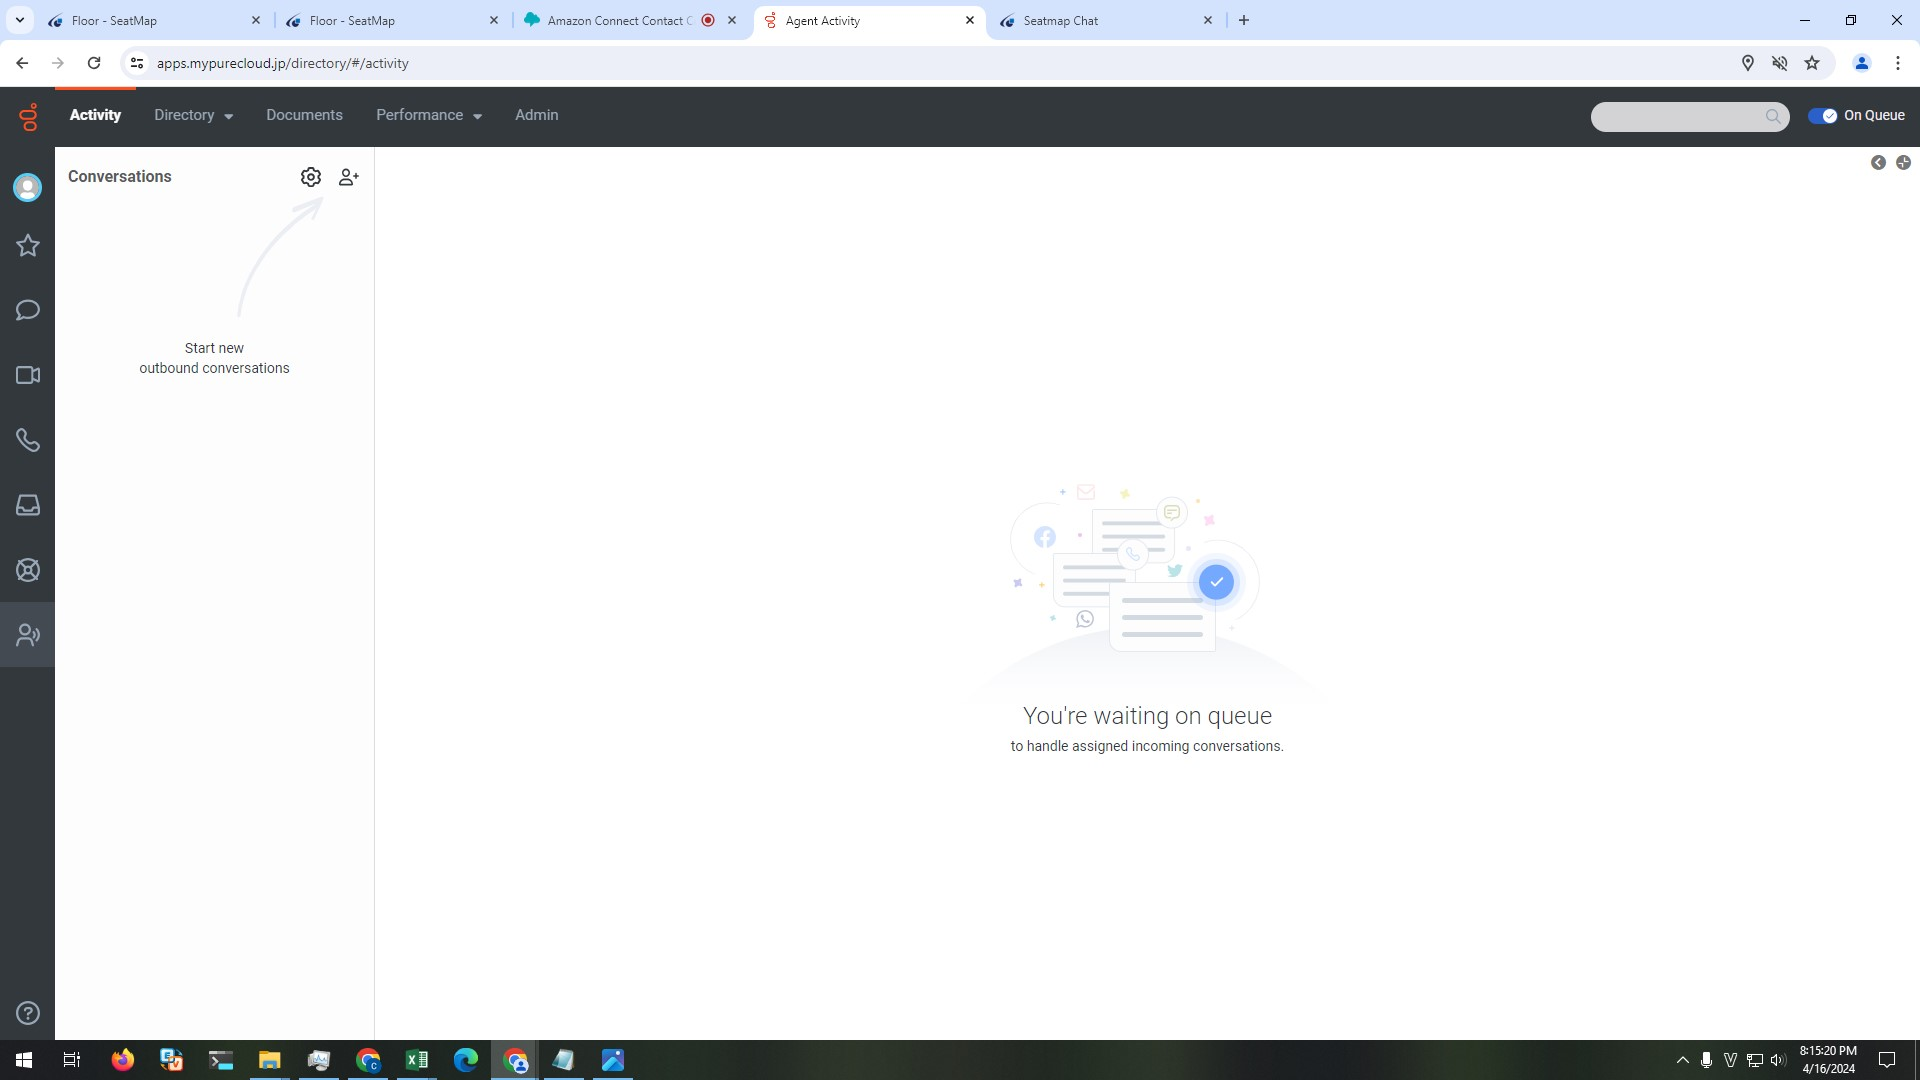 Floor - SeatMap
Floor - SeatMap
Amazon Connect Contact C
Agent Activity
Seatmap Chat
apps.mypurecloud.jp/directory/#/activity
Activity
Directory
Documents
Performance
Admin
On Queue
Conversations
Start new
outbound conversations
You're waiting on queue
to handle assigned incoming conversations.
8:15:20 PM
4/16/2024